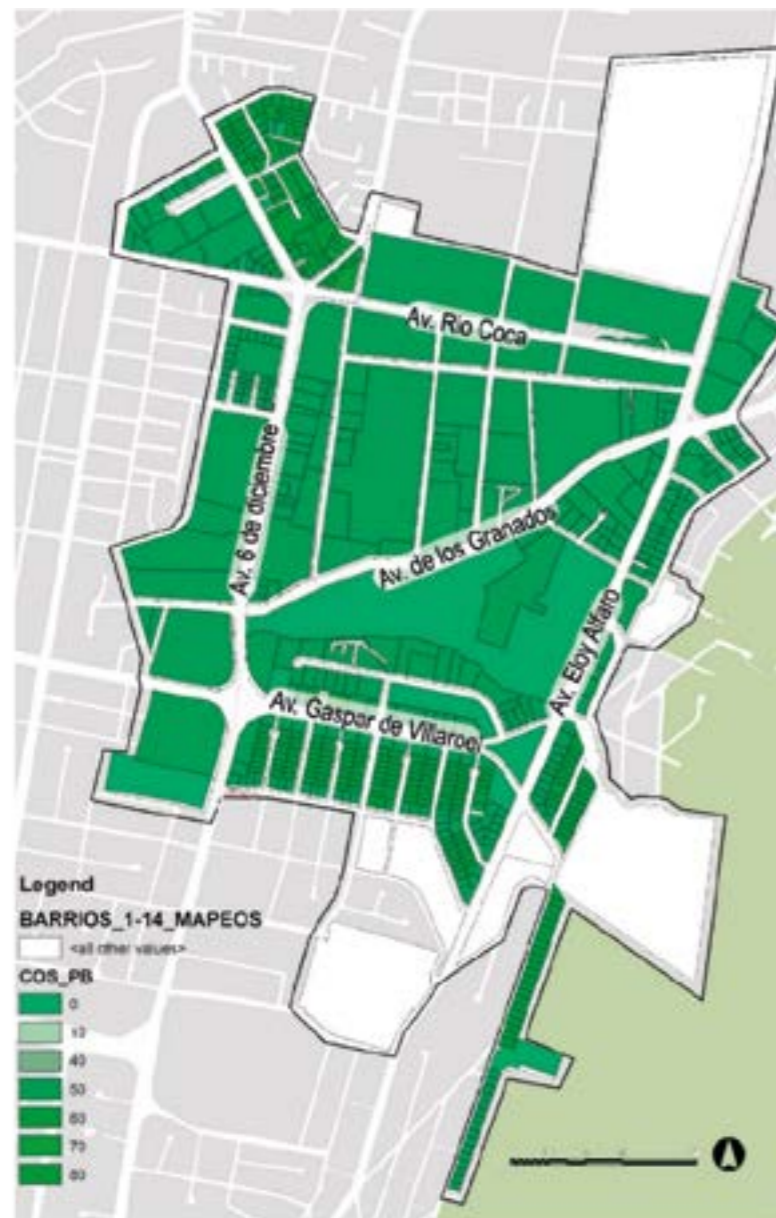 Av. Rio Coca
Av. 6 de diciembre
Av. de los Granados
Av. Eloy Alfaro
Av. Gaspar de Villaroel
Legend
BARRIOS_1-14_MAPEOS
<all other values>
COS_PB
0
40
50
60
70
80